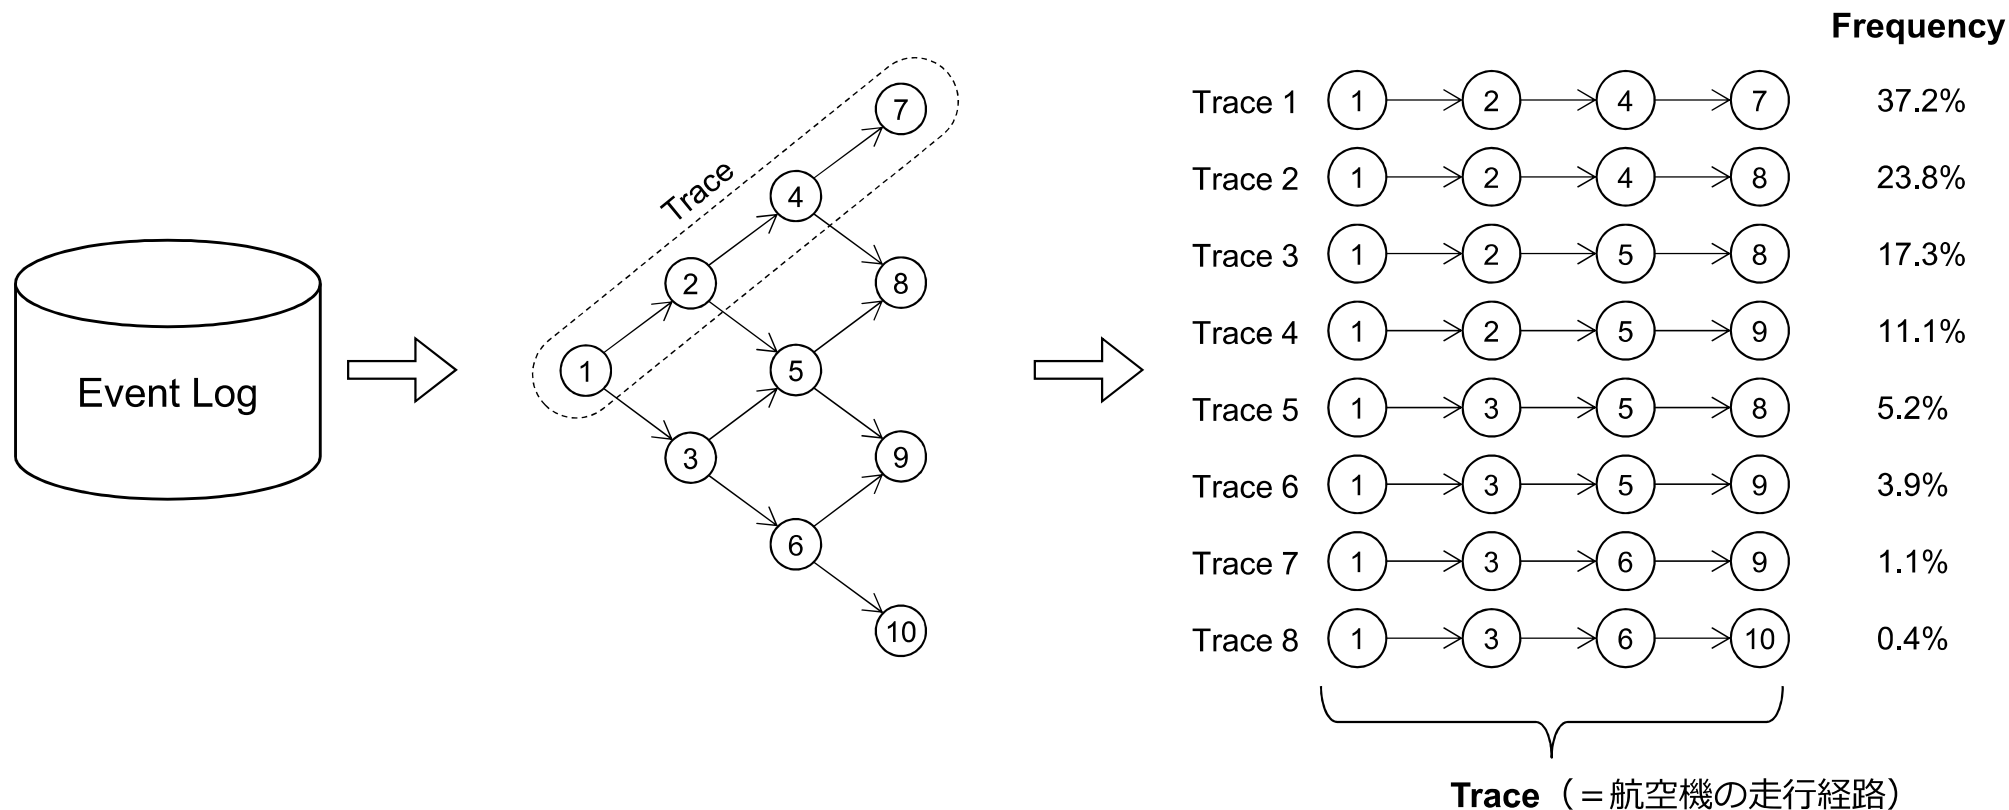 Event Log
Trace
1
2
3
4
5
6
7
8
9
10
Frequency
Trace 1 1 2 4 7 37.2%
Trace 2 1 2 4 8 23.8%
Trace 3 1 2 5 8 17.3%
Trace 4 1 2 5 9 11.1%
Trace 5 1 3 5 8 5.2%
Trace 6 1 3 5 9 3.9%
Trace 7 1 3 6 9 1.1%
Trace 8 1 3 6 10 0.4%
Trace（＝航空機の走行経路）